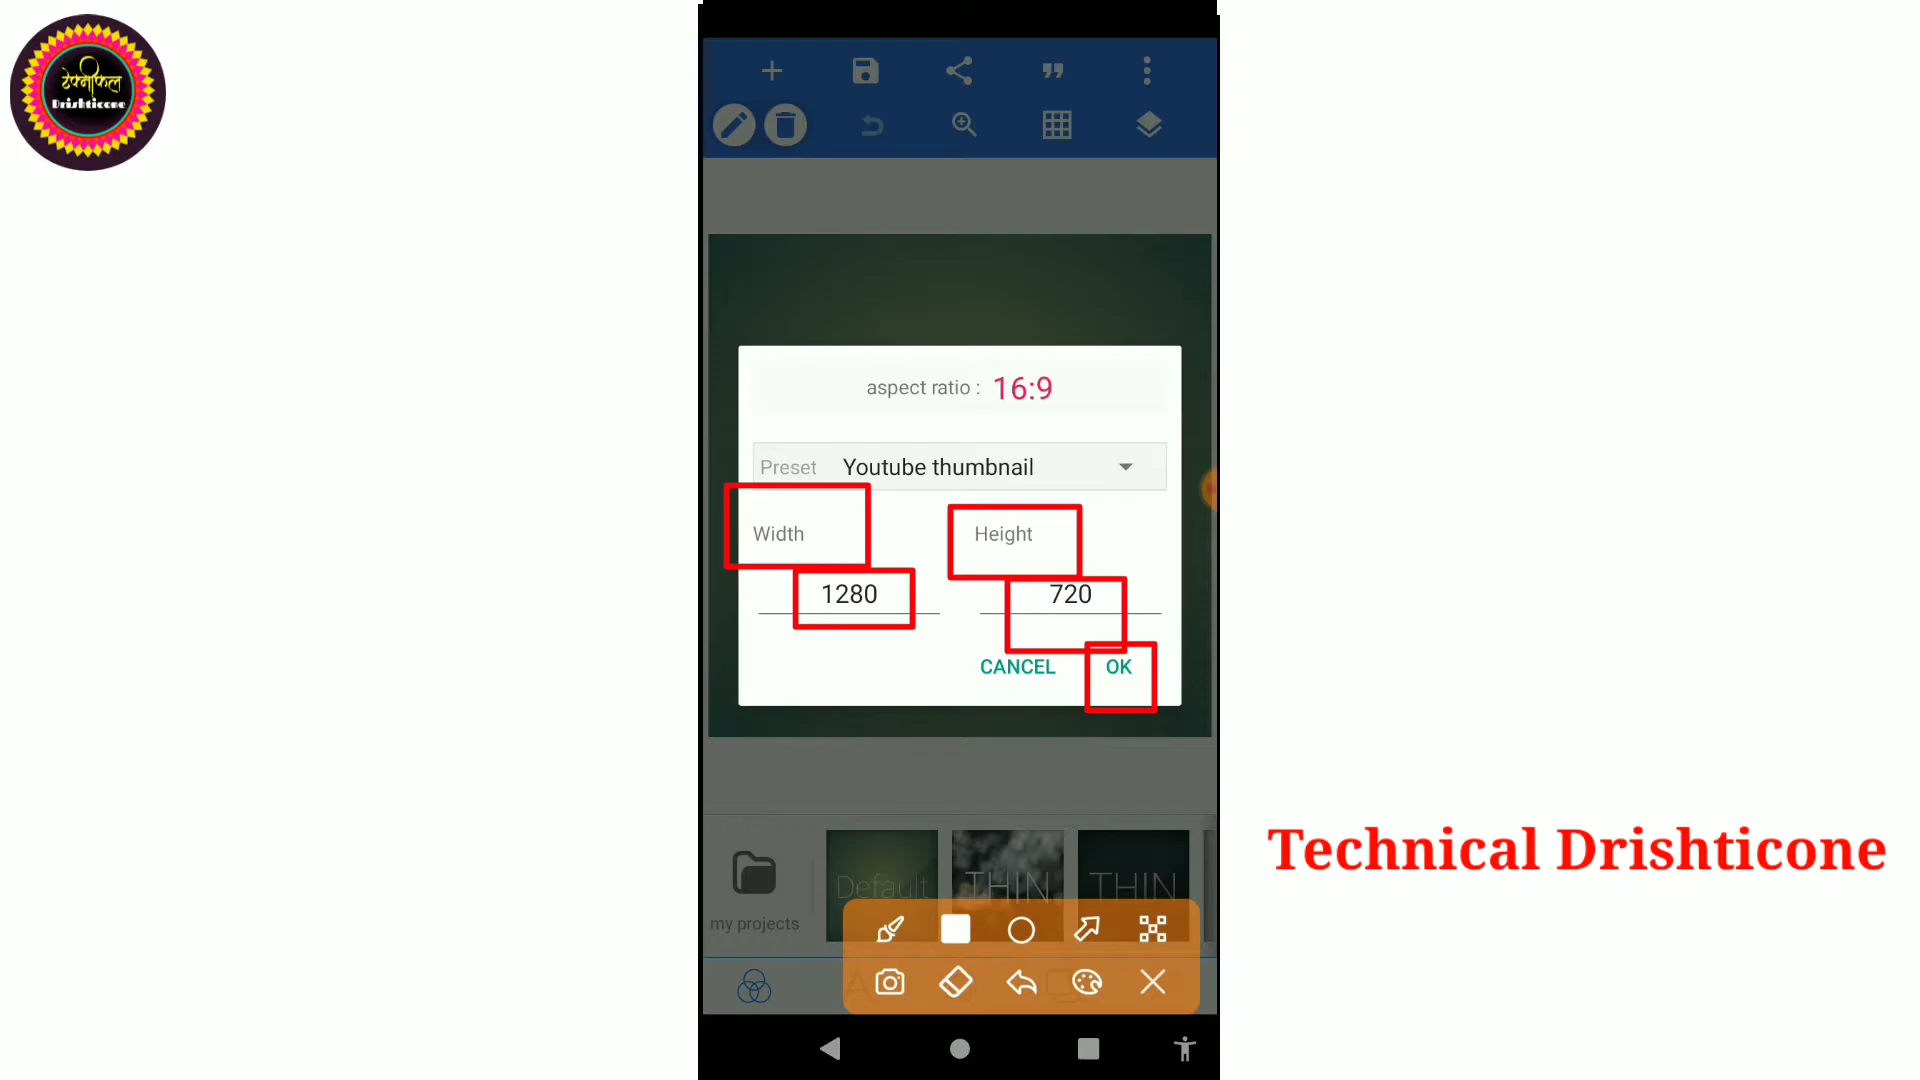 Drishticone
aspect ratio : 16:9
Preset Youtube thumbnail
Width Height
1280 720
CANCEL OK
Default THIN THIN
my projects
Technical Drishticone